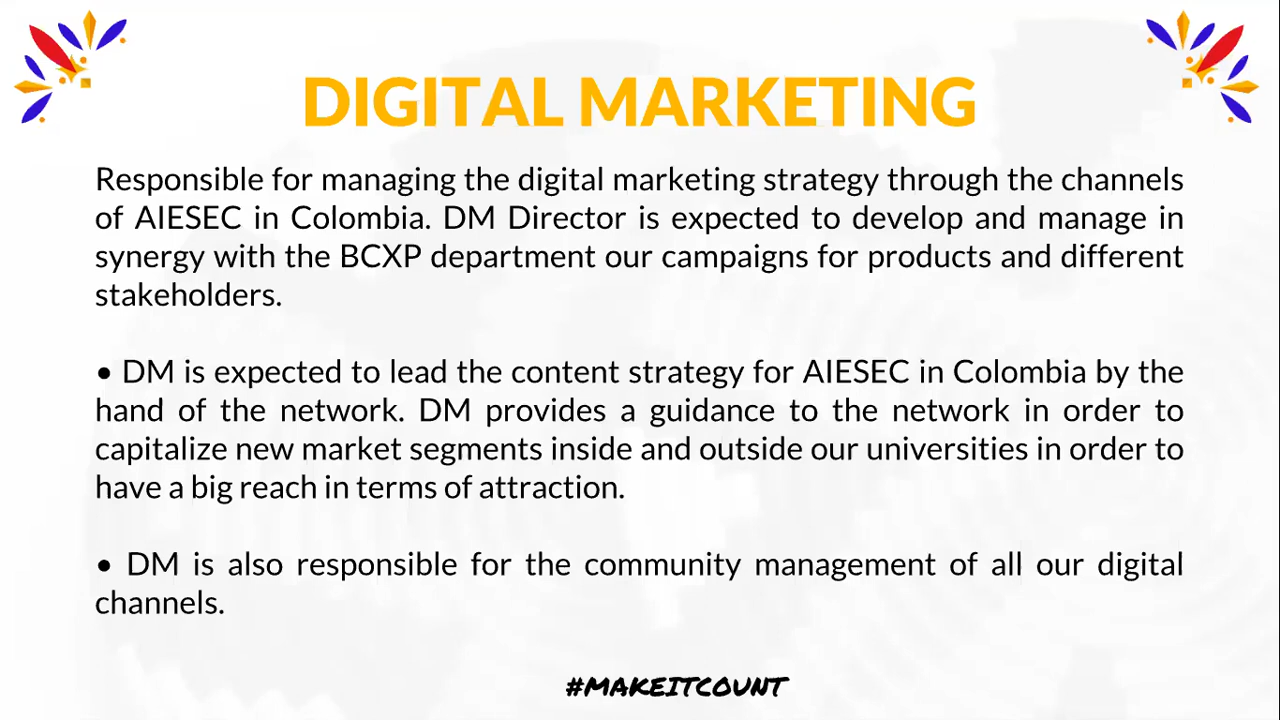 DIGITAL MARKETING
Responsible for managing the digital marketing strategy through the channels
of AIESEC in Colombia. DM Director is expected to develop and manage in
synergy with the BCXP department our campaigns for products and different
stakeholders.
• DM is expected to lead the content strategy for AIESEC in Colombia by the
hand of the network. DM provides a guidance to the network in order to
capitalize new market segments inside and outside our universities in order to
have a big reach in terms of attraction.
• DM is also responsible for the community management of all our digital
channels.
#MAKEITCOUNT